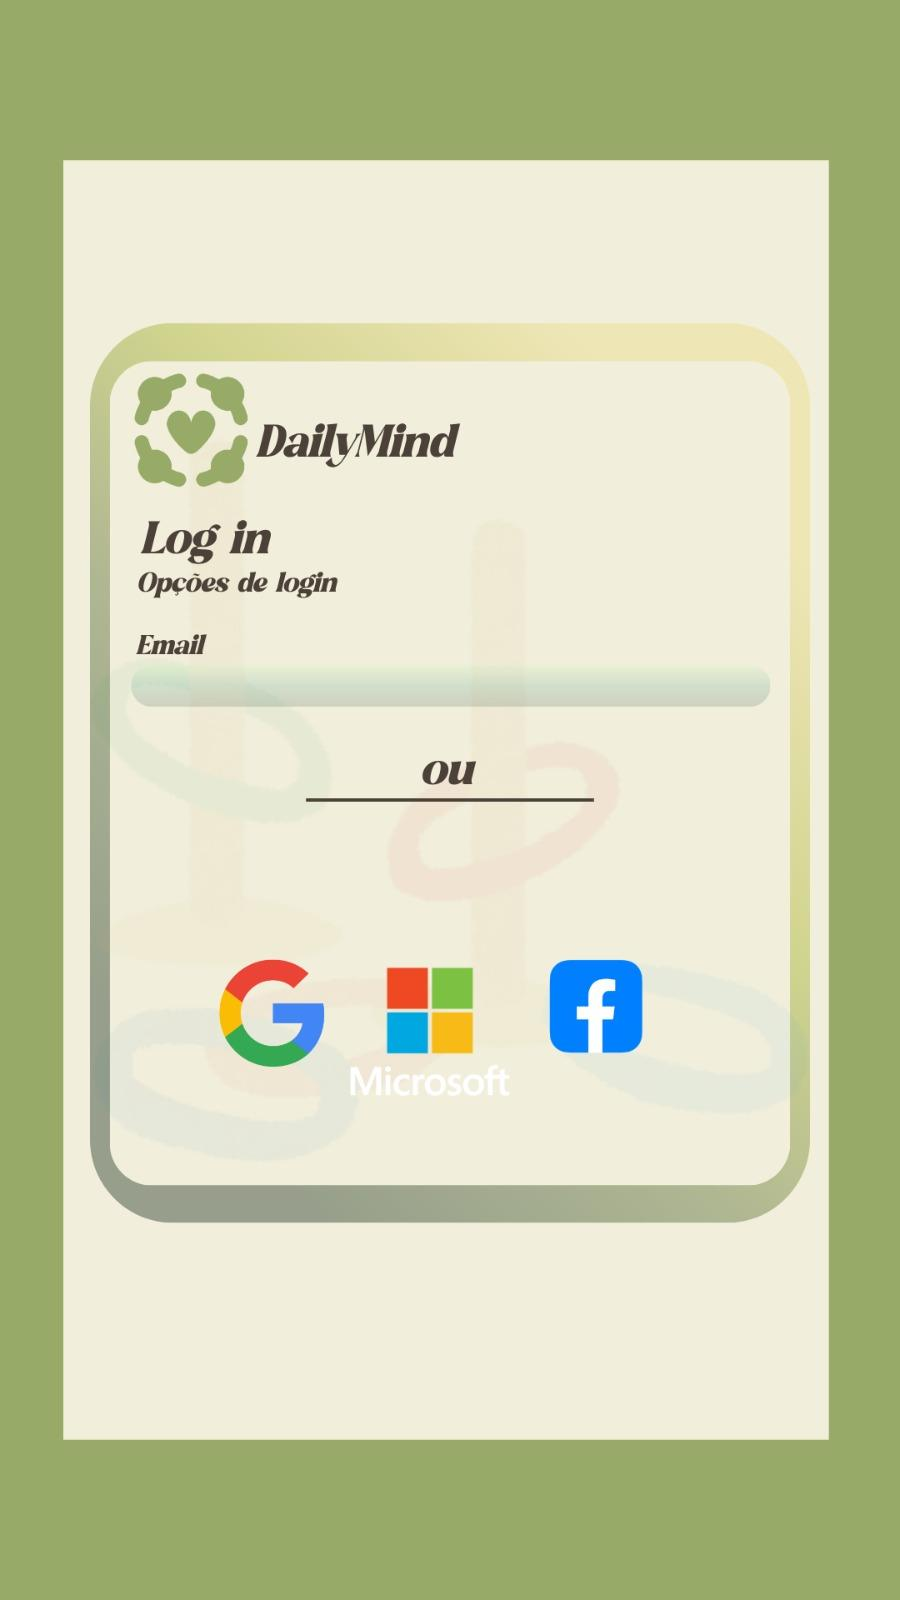 DailyMind
Log in
Opções de login
Email
ou
Microsoft